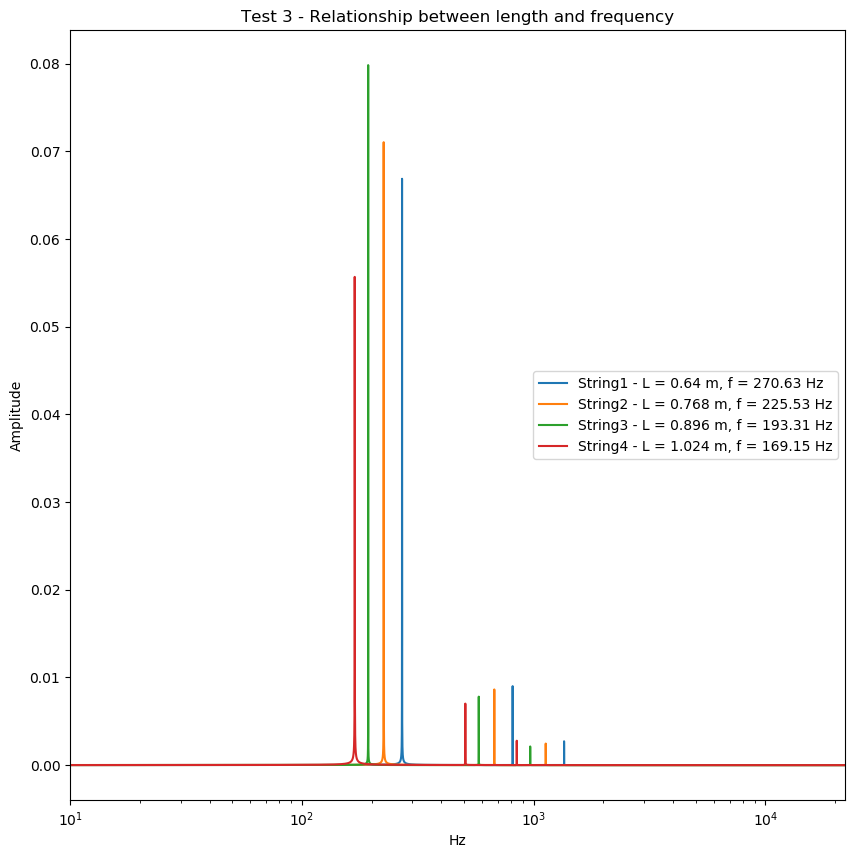 Test 3 - Relationship between length and frequency
0.08
0.07
0.06
0.05
0.04
0.03
0.02
0.01
0.00
Amplitude
String1 - L = 0.64 m, f = 270.63 Hz
String2 - L = 0.768 m, f = 225.53 Hz
String3 - L = 0.896 m, f = 193.31 Hz
String4 - L = 1.024 m, f = 169.15 Hz
10¹ 10² 10³ 10⁴
Hz